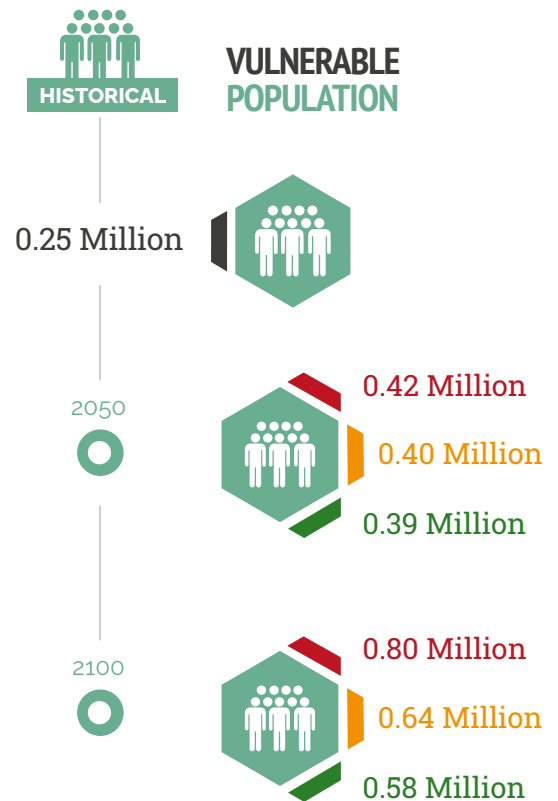 HISTORICAL
VULNERABLE
POPULATION
0.25 Million
2050
0.42 Million
0.40 Million
0.39 Million
2100
0.80 Million
0.64 Million
0.58 Million